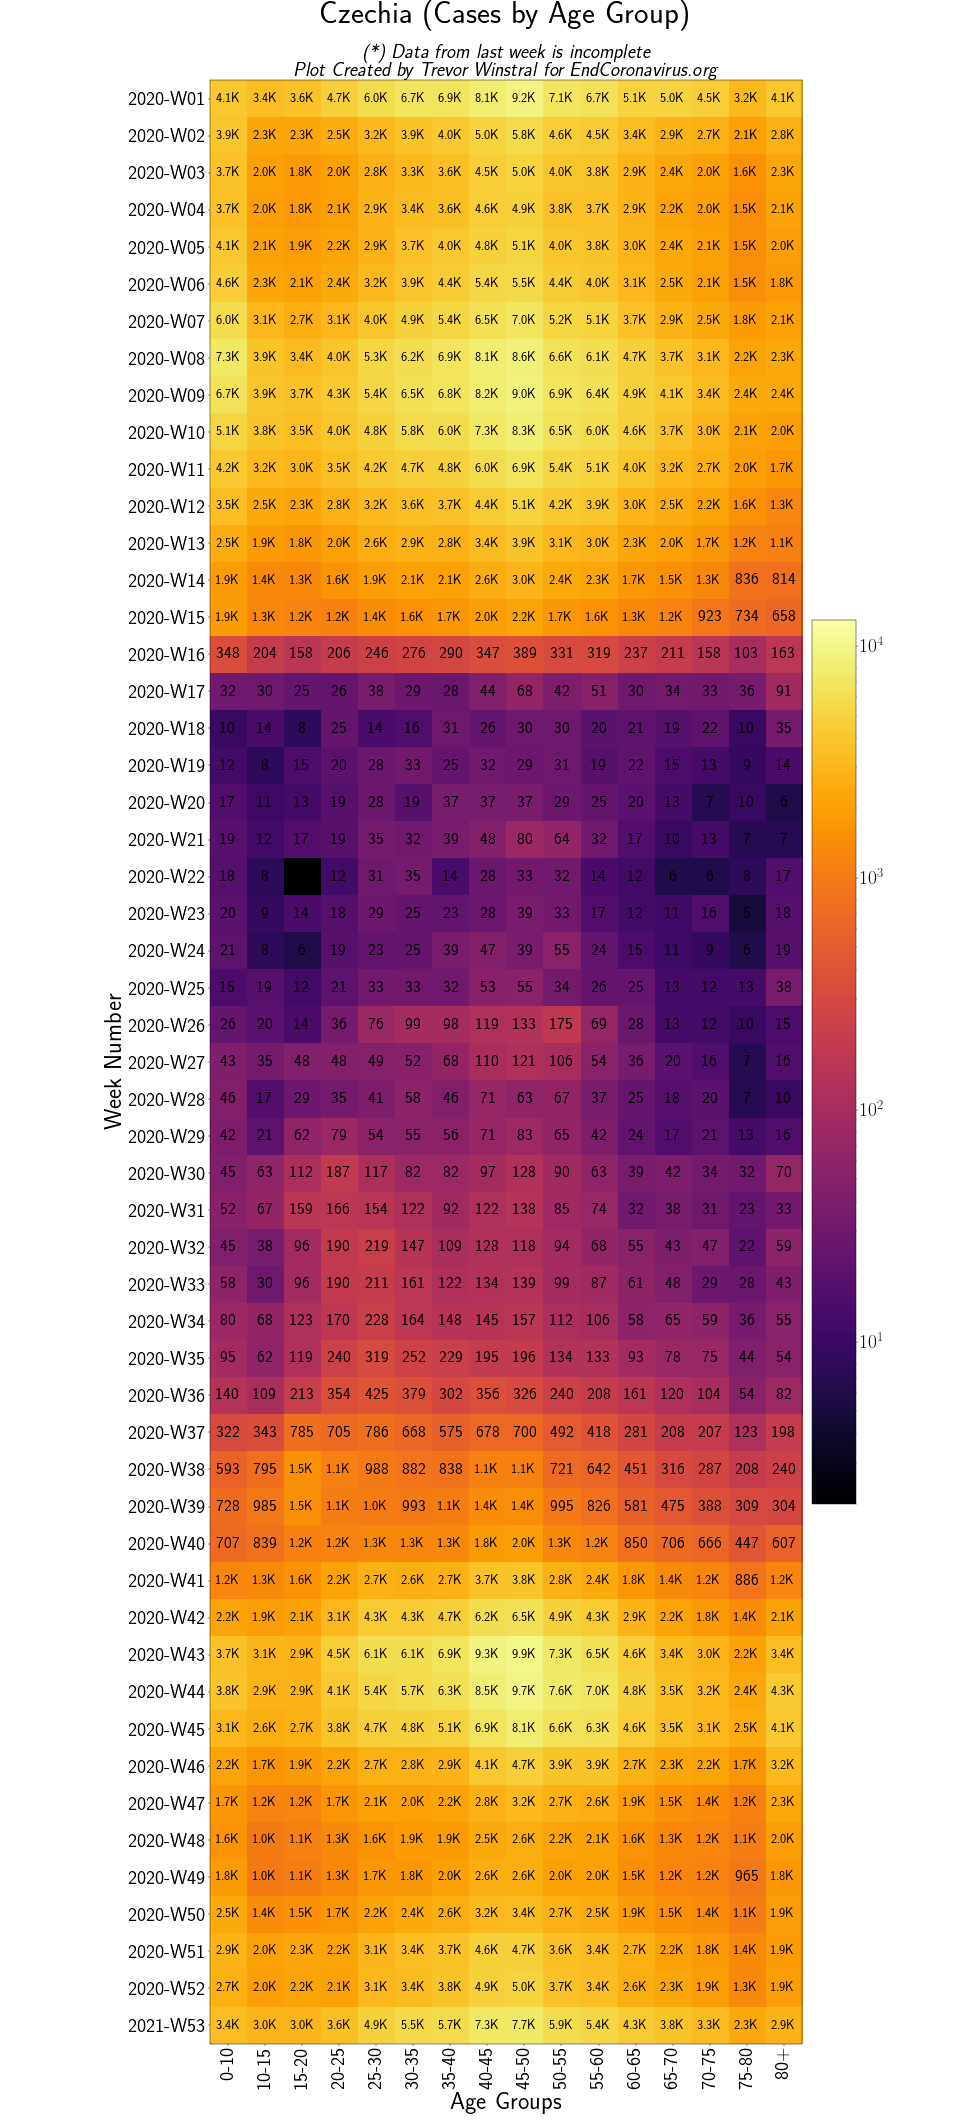 Czechia (Cases by Age Group)
(*) Data from last week is incomplete
Plot Created by Trevor Winstral for EndCoronavirus.org
2020-W01 4.1K 3.4K 3.6K 4.7K 6.0K 6.7K 6.9K 8.1K 9.2K 7.1K 6.7K 5.1K 5.0K 4.5K 3.2K 4.1K
2020-W02 3.9K 2.3K 2.3K 2.5K 3.2K 3.9K 4.0K 5.0K 5.8K 4.6K 4.5K 3.4K 2.9K 2.7K 2.1K 2.8K
2020-W03 3.7K 2.0K 1.8K 2.0K 2.8K 3.3K 3.6K 4.5K 5.0K 4.0K 3.8K 2.9K 2.4K 2.0K 1.6K 2.3K
2020-W04 3.7K 2.0K 1.8K 2.1K 2.9K 3.4K 3.6K 4.6K 4.9K 3.8K 3.7K 2.9K 2.2K 2.0K 1.5K 2.1K
2020-W05 4.1K 2.1K 1.9K 2.2K 2.9K 3.7K 4.0K 4.8K 5.1K 4.0K 3.8K 3.0K 2.4K 2.1K 1.5K 2.0K
2020-W06 4.6K 2.3K 2.1K 2.4K 3.2K 3.9K 4.4K 5.4K 5.5K 4.4K 4.0K 3.1K 2.5K 2.1K 1.5K 1.8K
2020-W07 6.0K 3.1K 2.7K 3.1K 4.0K 4.9K 5.4K 6.5K 7.0K 5.2K 5.1K 3.7K 2.9K 2.5K 1.8K 2.1K
2020-W08 7.3K 3.9K 3.4K 4.0K 5.3K 6.2K 6.9K 8.1K 8.6K 6.6K 6.1K 4.7K 3.7K 3.1K 2.2K 2.3K
2020-W09 6.7K 3.9K 3.7K 4.3K 5.4K 6.5K 6.8K 8.2K 9.0K 6.9K 6.4K 4.9K 4.1K 3.4K 2.4K 2.4K
2020-W10 5.1K 3.8K 3.5K 4.0K 4.8K 5.8K 6.0K 7.3K 8.3K 6.5K 6.0K 4.6K 3.7K 3.0K 2.1K 2.0K
2020-W11 4.2K 3.2K 3.0K 3.5K 4.2K 4.7K 4.8K 6.0K 6.9K 5.4K 5.1K 4.0K 3.2K 2.7K 2.0K 1.7K
2020-W12 3.5K 2.5K 2.3K 2.8K 3.2K 3.6K 3.7K 4.4K 5.1K 4.2K 3.9K 3.0K 2.5K 2.2K 1.6K 1.3K
2020-W13 2.5K 1.9K 1.8K 2.0K 2.6K 2.9K 2.8K 3.4K 3.9K 3.1K 3.0K 2.3K 2.0K 1.7K 1.2K 1.1K
2020-W14 1.9K 1.4K 1.3K 1.6K 1.9K 2.1K 2.1K 2.6K 3.0K 2.4K 2.3K 1.7K 1.5K 1.3K 836 814
2020-W15 1.9K 1.3K 1.2K 1.2K 1.4K 1.6K 1.7K 2.0K 2.2K 1.7K 1.6K 1.3K 1.2K 923 734 658
2020-W16 348 204 158 206 246 276 290 347 389 331 319 237 211 158 103 163
2020-W17 32 30 25 26 38 29 28 44 68 42 51 30 34 33 36 91
2020-W18 10 14 8 25 14 16 31 26 30 30 20 21 19 22 10 35
2020-W19 12 8 15 20 28 33 25 32 29 31 19 22 15 13 9 14
2020-W20 17 11 13 19 28 19 37 37 37 29 25 20 13 7 10 6
2020-W21 19 12 17 19 35 32 39 48 80 64 32 17 10 13 7 7
2020-W22 18 8 12 31 35 14 28 33 32 14 12 6 6 8 17
2020-W23 20 9 14 18 29 25 23 28 39 33 17 12 11 16 5 18
2020-W24 21 8 6 19 23 25 39 47 39 55 24 15 11 9 6 19
2020-W25 15 19 12 21 33 33 32 53 55 34 26 25 13 12 13 38
2020-W26 26 20 14 36 76 99 98 119 133 175 69 28 13 12 10 15
2020-W27 43 35 48 48 49 52 68 110 121 106 54 36 20 16 7 16
2020-W28 46 17 29 35 41 58 46 71 63 67 37 25 18 20 7 10
2020-W29 42 21 62 79 54 55 56 71 83 65 42 24 17 21 13 16
2020-W30 45 63 112 187 117 82 82 97 128 90 63 39 42 34 32 70
2020-W31 52 67 159 166 154 122 92 122 138 85 74 32 38 31 23 33
2020-W32 45 38 96 190 219 147 109 128 118 94 68 55 43 47 22 59
2020-W33 58 30 96 190 211 161 122 134 139 99 87 61 48 29 28 43
2020-W34 80 68 123 170 228 164 148 145 157 112 106 58 65 59 36 55
2020-W35 95 62 119 240 319 252 229 195 196 134 133 93 78 75 44 54
2020-W36 140 109 213 354 425 379 302 356 326 240 208 161 120 104 54 82
2020-W37 322 343 785 705 786 668 575 678 700 492 418 281 208 207 123 198
2020-W38 593 795 1.5K 1.1K 988 882 838 1.1K 1.1K 721 642 451 316 287 208 240
2020-W39 728 985 1.5K 1.1K 1.0K 993 1.1K 1.4K 1.4K 995 826 581 475 388 309 304
2020-W40 707 839 1.2K 1.2K 1.3K 1.3K 1.3K 1.8K 2.0K 1.3K 1.2K 850 706 666 447 607
2020-W41 1.2K 1.3K 1.6K 2.2K 2.7K 2.6K 2.7K 3.7K 3.8K 2.8K 2.4K 1.8K 1.4K 1.2K 886 1.2K
2020-W42 2.2K 1.9K 2.1K 3.1K 4.3K 4.3K 4.7K 6.2K 6.5K 4.9K 4.3K 2.9K 2.2K 1.8K 1.4K 2.1K
2020-W43 3.7K 3.1K 2.9K 4.5K 6.1K 6.1K 6.9K 9.3K 9.9K 7.3K 6.5K 4.6K 3.4K 3.0K 2.2K 3.4K
2020-W44 3.8K 2.9K 2.9K 4.1K 5.4K 5.7K 6.3K 8.5K 9.7K 7.6K 7.0K 4.8K 3.5K 3.2K 2.4K 4.3K
2020-W45 3.1K 2.6K 2.7K 3.8K 4.7K 4.8K 5.1K 6.9K 8.1K 6.6K 6.3K 4.6K 3.5K 3.1K 2.5K 4.1K
2020-W46 2.2K 1.7K 1.9K 2.2K 2.7K 2.8K 2.9K 4.1K 4.7K 3.9K 3.9K 2.7K 2.3K 2.2K 1.7K 3.2K
2020-W47 1.7K 1.2K 1.2K 1.7K 2.1K 2.0K 2.2K 2.8K 3.2K 2.7K 2.6K 1.9K 1.5K 1.4K 1.2K 2.3K
2020-W48 1.6K 1.0K 1.1K 1.3K 1.6K 1.9K 1.9K 2.5K 2.6K 2.2K 2.1K 1.6K 1.3K 1.2K 1.1K 2.0K
2020-W49 1.8K 1.0K 1.1K 1.3K 1.7K 1.8K 2.0K 2.6K 2.6K 2.0K 2.0K 1.5K 1.2K 1.2K 965 1.8K
2020-W50 2.5K 1.4K 1.5K 1.7K 2.2K 2.4K 2.6K 3.2K 3.4K 2.7K 2.5K 1.9K 1.5K 1.4K 1.1K 1.9K
2020-W51 2.9K 2.0K 2.3K 2.2K 3.1K 3.4K 3.7K 4.6K 4.7K 3.6K 3.4K 2.7K 2.2K 1.8K 1.4K 1.9K
2020-W52 2.7K 2.0K 2.2K 2.1K 3.1K 3.4K 3.8K 4.9K 5.0K 3.7K 3.4K 2.6K 2.3K 1.9K 1.3K 1.9K
2021-W53 3.4K 3.0K 3.0K 3.6K 4.9K 5.5K 5.7K 7.3K 7.7K 5.9K 5.4K 4.3K 3.8K 3.3K 2.3K 2.9K
0-10 10-15 15-20 20-25 25-30 30-35 35-40 40-45 45-50 50-55 55-60 60-65 65-70 70-75 75-80 80+
Age Groups
Week Number
10⁴
10³
10²
10¹